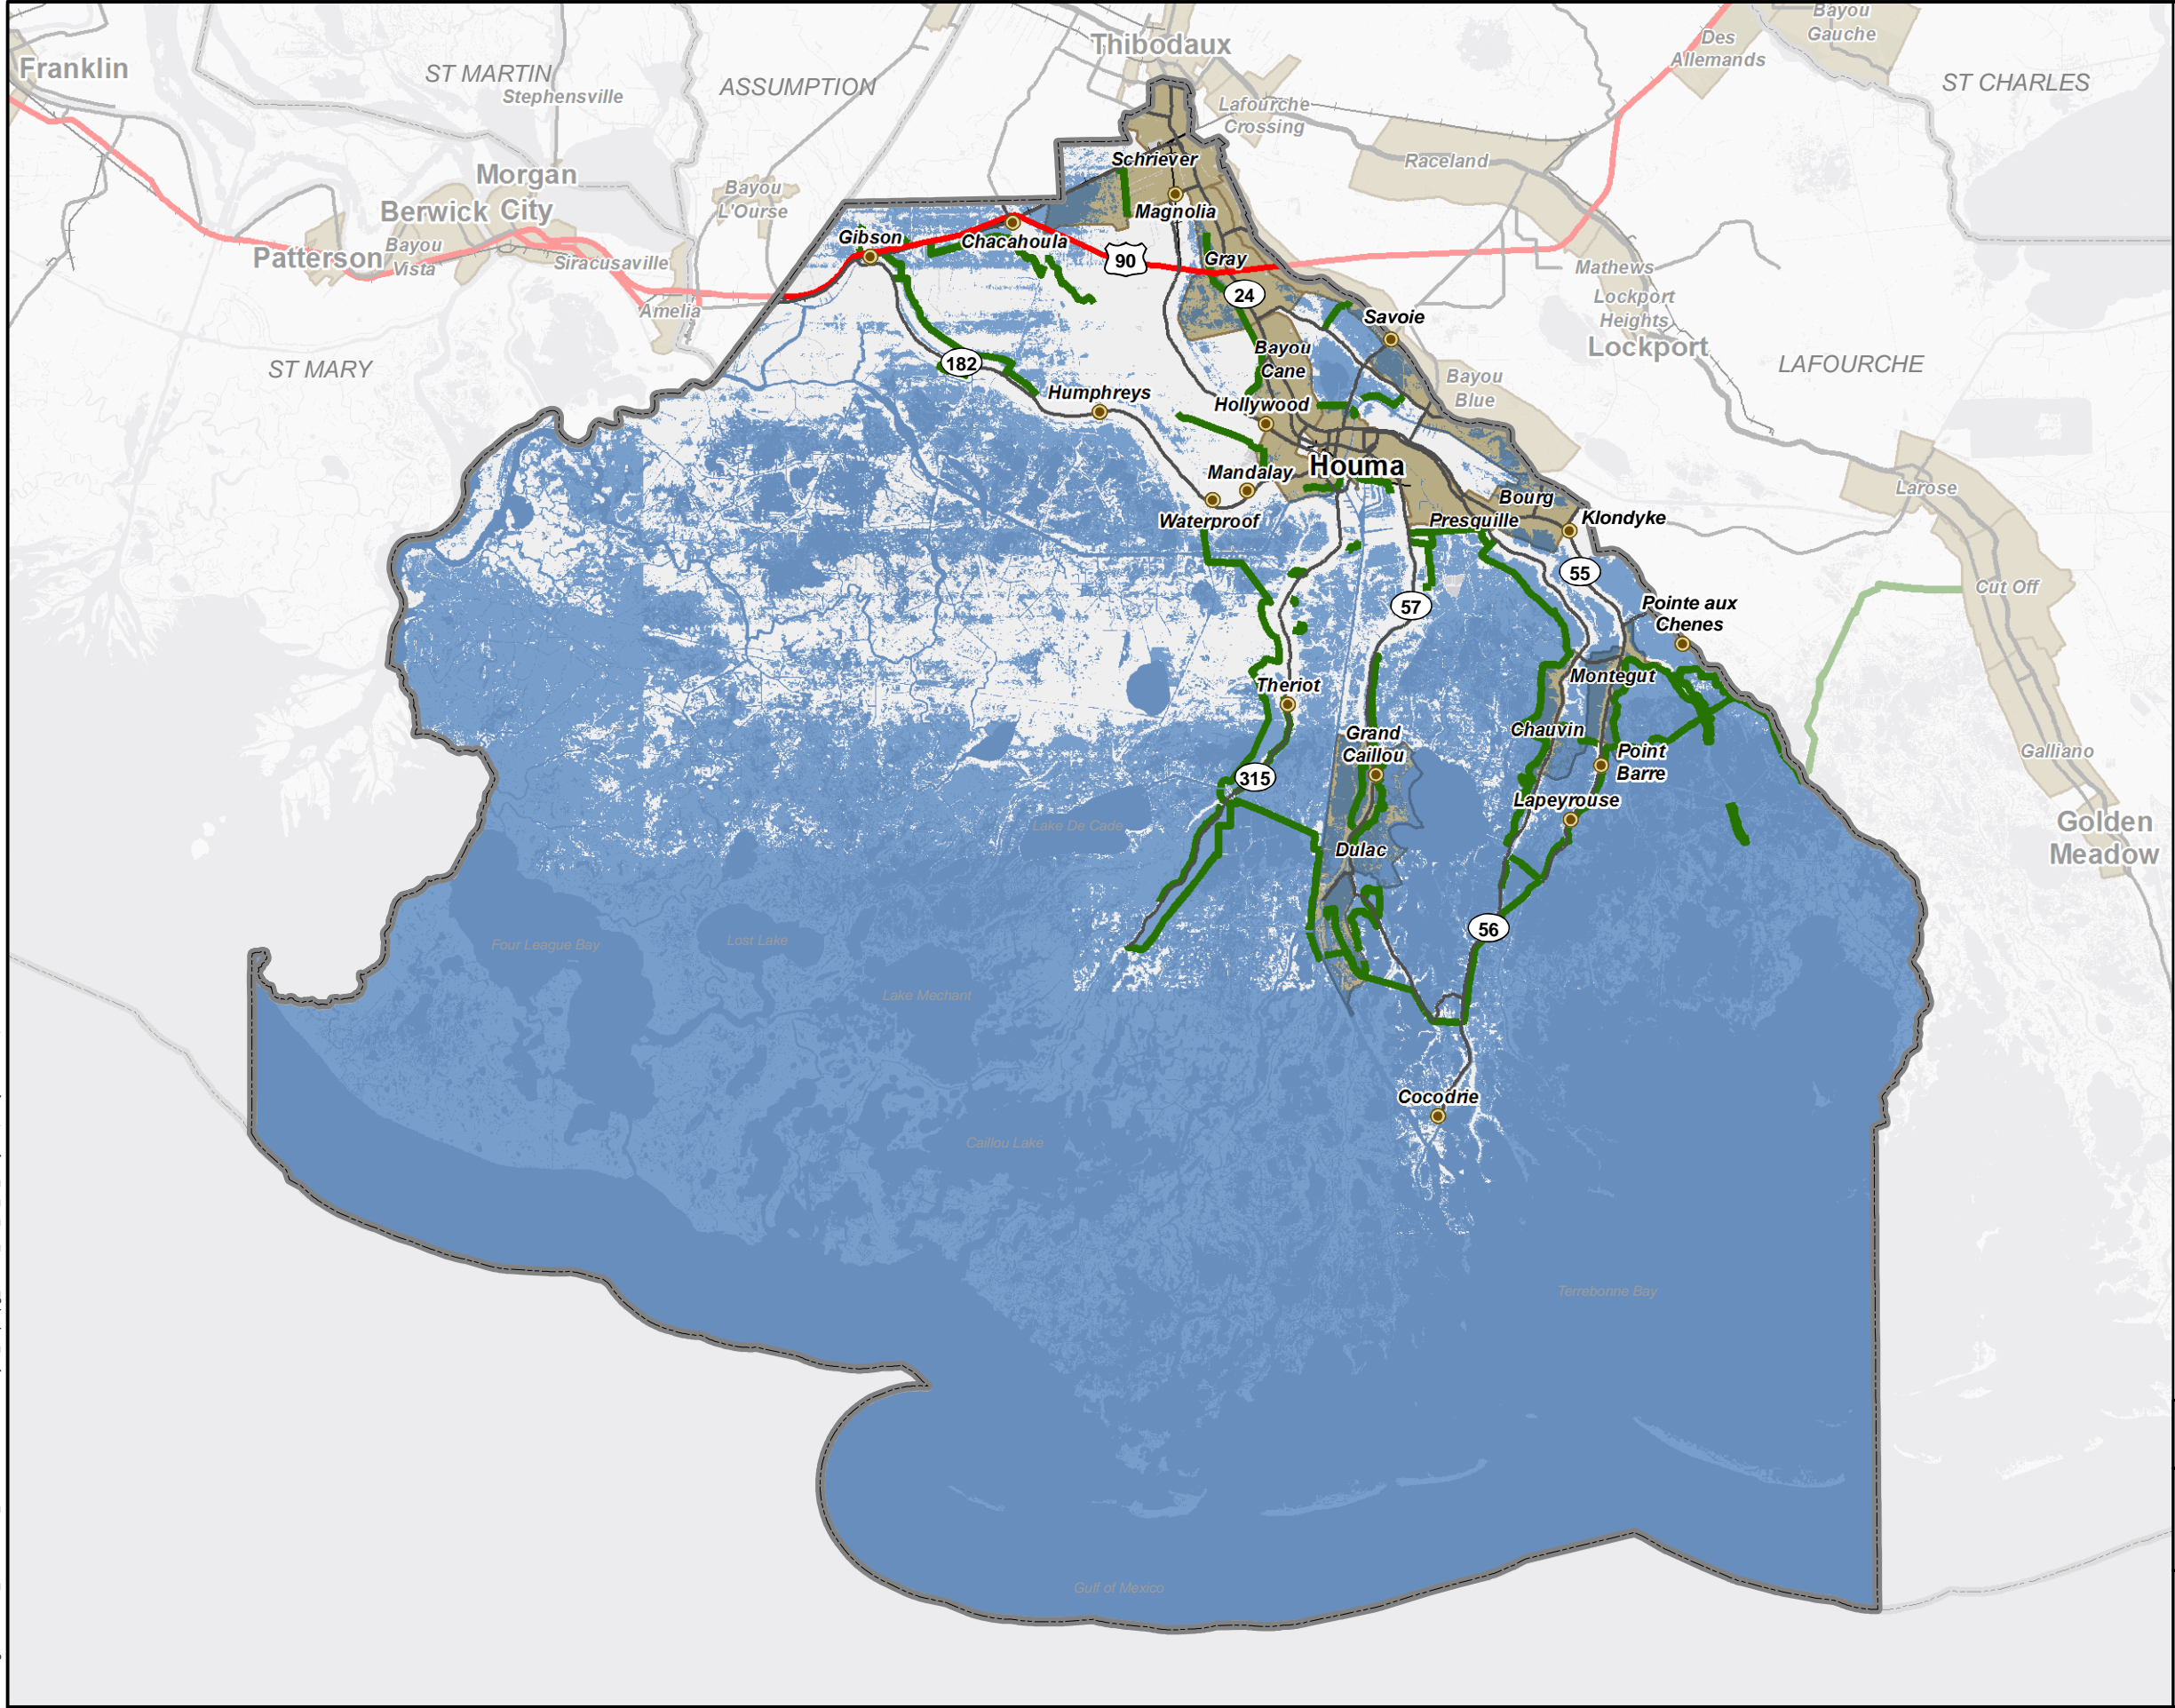 Bayou
Gauche
Des
Allemands
Thibodaux
Franklin
ST MARTIN
Stephensville
ASSUMPTION
ST CHARLES
Lafourche
Crossing
Raceland
Schriever
Morgan
City
Berwick
Bayou
L'Ourse
Magnolia
Patterson
Bayou
Vista
Siracusaville
Gibson
Chacahoula
90
Gray
Mathews
Amelia
24
Lockport
Heights
Savoie
Lockport
ST MARY
182
Bayou
Cane
LAFOURCHE
Bayou
Blue
Humphreys
Hollywood
Houma
Mandalay
Larose
Waterproof
Bourg
Presquille
Klondyke
55
Cut Off
57
Pointe aux
Chenes
Theriot
Montegut
Grand
Caillou
Chauvin
Point
Barre
Galliano
315
Lapeyrouse
Lake De Cade
Golden
Meadow
Dulac
56
Four League Bay
Lost Lake
Lake Mechant
Cocodrie
Caillou Lake
Terrebonne Bay
Gulf of Mexico